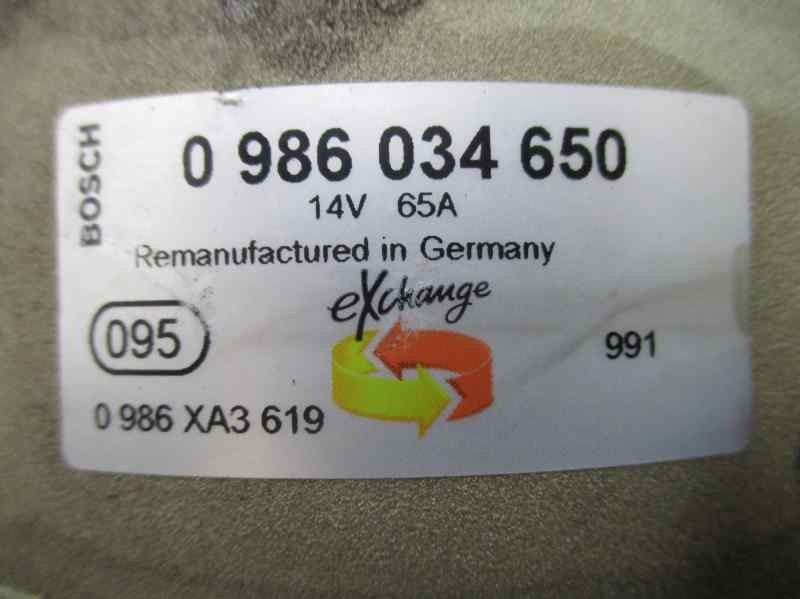 BOSCH
0 986 034 650
14V 65A
Remanufactured in Germany
eXchange
095
991
0 986 XA3 619